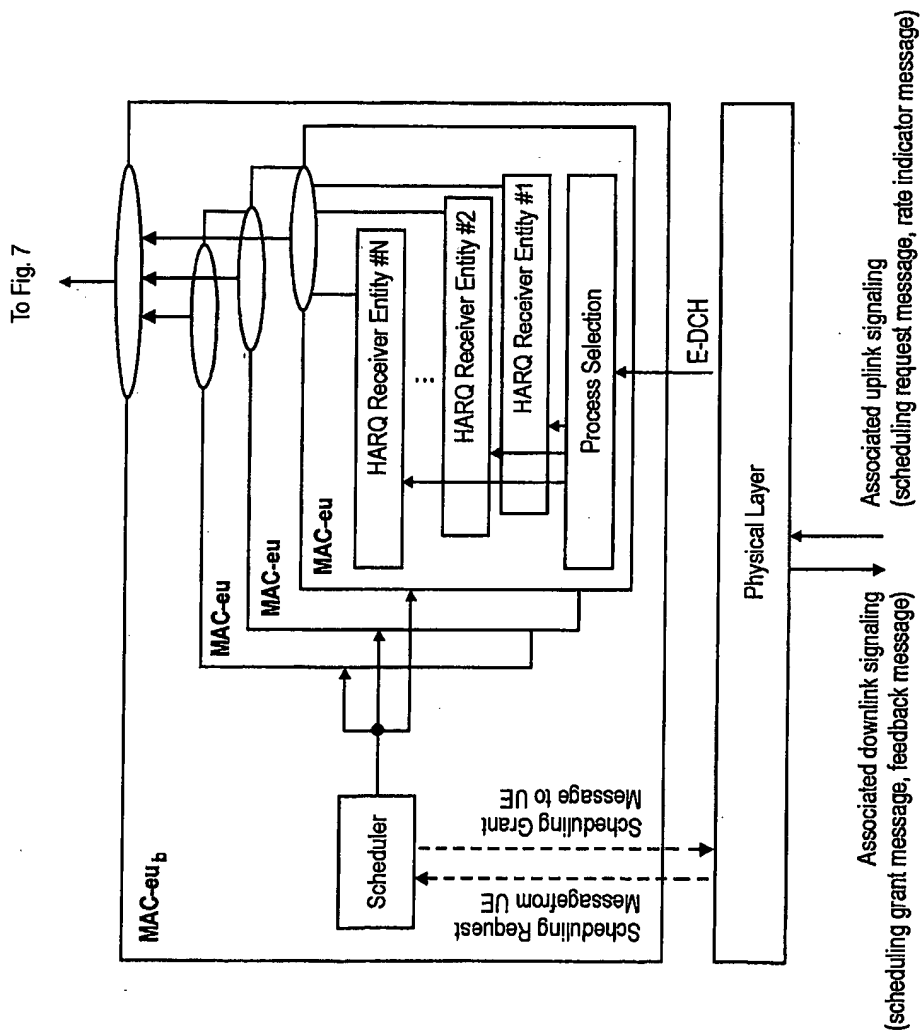 To Fig. 7
MAC-eu_b
MAC-eu
MAC-eu
MAC-eu
HARQ Receiver Entity #N
...
HARQ Receiver Entity #2
HARQ Receiver Entity #1
Process Selection
Scheduler
Scheduling Request
Messagefrom UE
Scheduling Grant
Message to UE
E-DCH
Physical Layer
Associated downlink signaling
(scheduling grant message, feedback message)
Associated uplink signaling
(scheduling request message, rate indicator message)